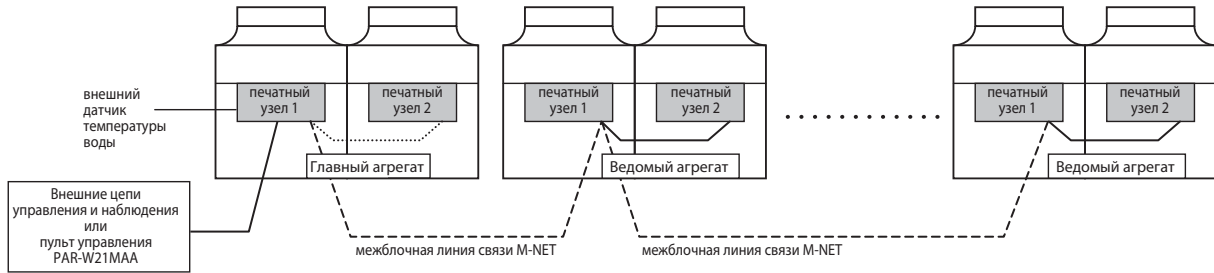 печатный
узел 1
печатный
узел 2
печатный
узел 1
печатный
узел 2
печатный
узел 1
печатный
узел 2
внешний
датчик
температуры
воды
Главный агрегат
Ведомый агрегат
Ведомый агрегат
Внешние цепи
управления и наблюдения
или
пульт управления
PAR-W21MAA
межблочная линия связи M-NET
межблочная линия связи M-NET